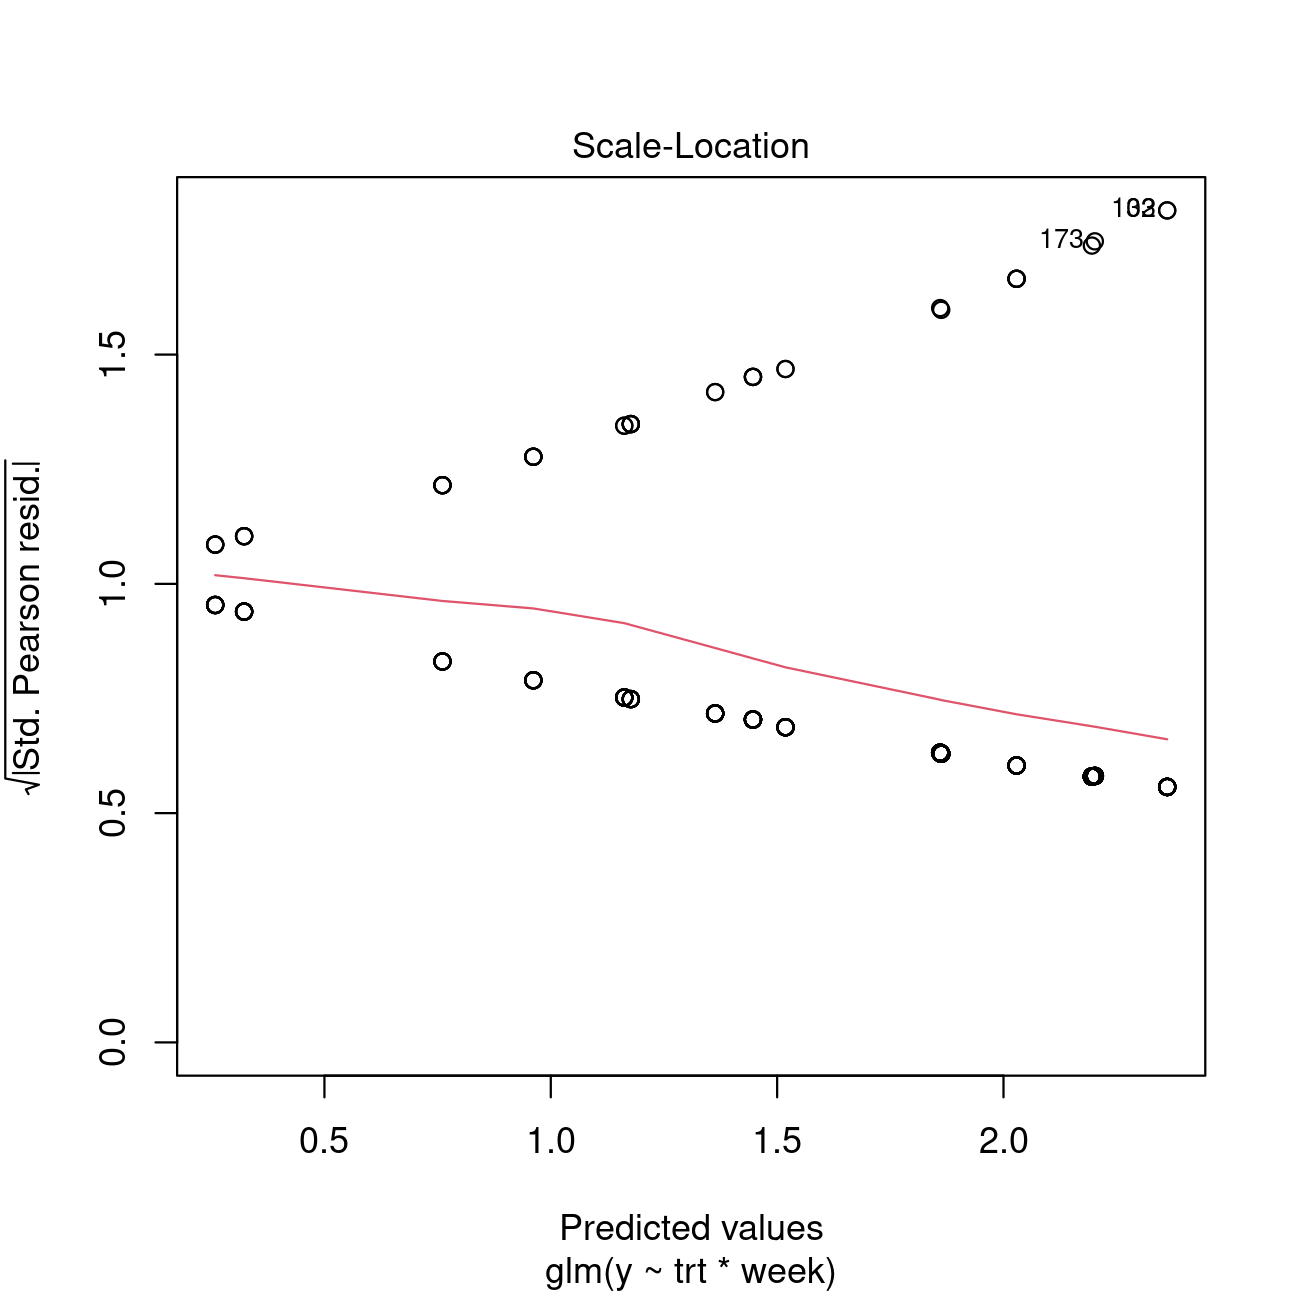 Scale-Location
173
√|Std. Pearson resid.|
1.5
1.0
0.5
0.0
0.5 1.0 1.5 2.0
Predicted values
glm(y ~ trt * week)